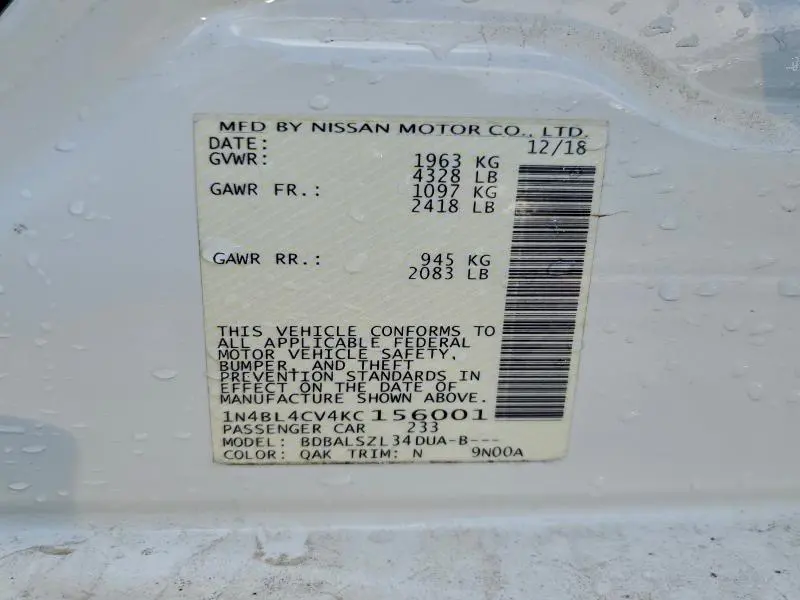 MFD BY NISSAN MOTOR CO., LTD.
DATE: 12/18
GVWR: 1963 KG
4328 LB
GAWR FR.: 1097 KG
2418 LB
GAWR RR.: 945 KG
2083 LB
THIS VEHICLE CONFORMS TO
ALL APPLICABLE FEDERAL
MOTOR VEHICLE SAFETY,
BUMPER, AND THEFT
PREVENTION STANDARDS IN
EFFECT ON THE DATE OF
MANUFACTURE SHOWN ABOVE.
1N4BL4CV4KC156001
PASSENGER CAR 233
MODEL: BDBALSZL34DUA-B---
COLOR: QAK TRIM: N 9N00A